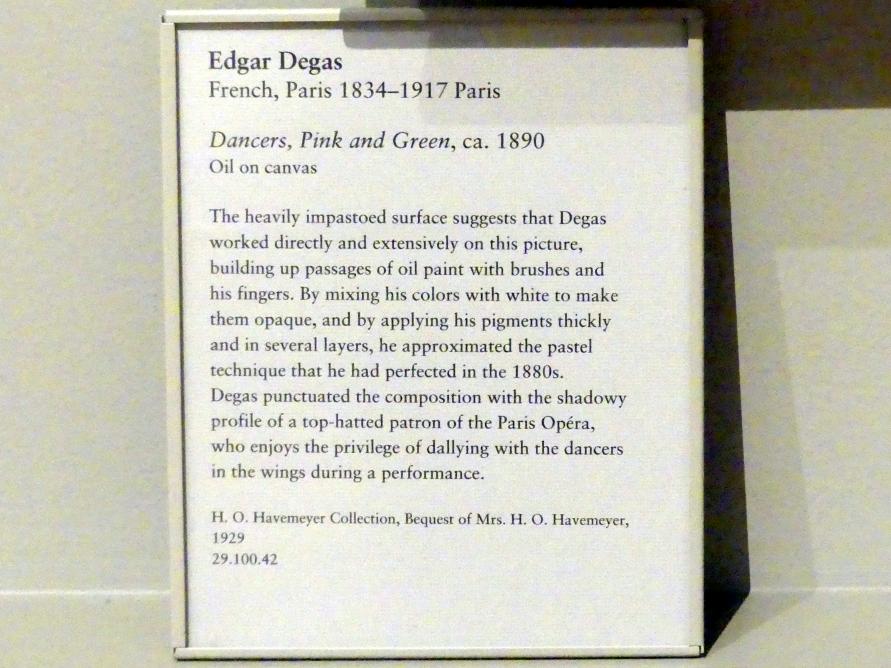 Edgar Degas
French, Paris 1834–1917 Paris
Dancers, Pink and Green, ca. 1890
Oil on canvas
The heavily impastoed surface suggests that Degas
worked directly and extensively on this picture,
building up passages of oil paint with brushes and
his fingers. By mixing his colors with white to make
them opaque, and by applying his pigments thickly
and in several layers, he approximated the pastel
technique that he had perfected in the 1880s.
Degas punctuated the composition with the shadowy
profile of a top-hatted patron of the Paris Opéra,
who enjoys the privilege of dallying with the dancers
in the wings during a performance.
H. O. Havemeyer Collection, Bequest of Mrs. H. O. Havemeyer,
1929
29.100.42